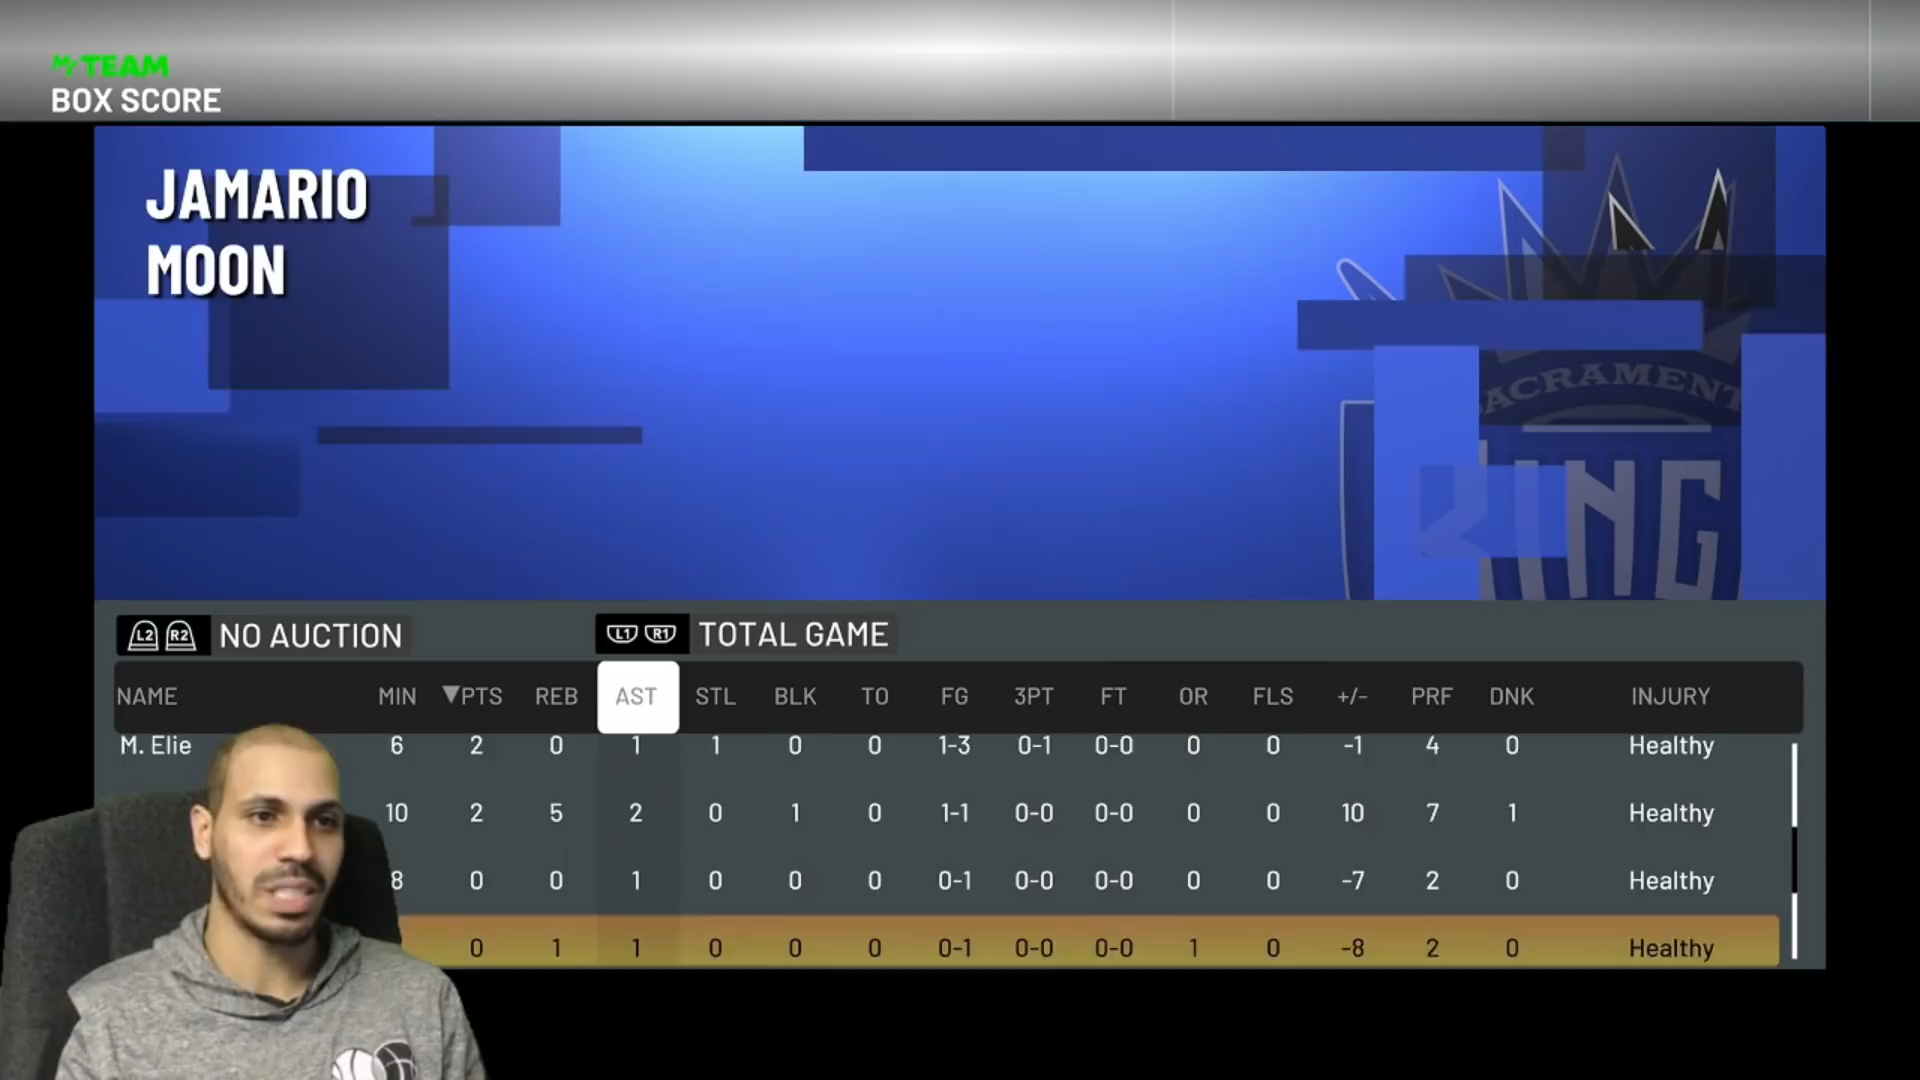 MyTEAM
BOX SCORE
JAMARIO
MOON
SACRAMENT
KING
L2 R2 NO AUCTION L1 R1 TOTAL GAME
NAME MIN ▼PTS REB AST STL BLK TO FG 3PT FT OR FLS +/- PRF DNK INJURY
M. Elie 6 2 0 1 1 0 0 1-3 0-1 0-0 0 0 -1 4 0 Healthy
10 2 5 2 0 1 0 1-1 0-0 0-0 0 0 10 7 1 Healthy
8 0 0 1 0 0 0 0-1 0-0 0-0 0 0 -7 2 0 Healthy
0 1 1 0 0 0 0-1 0-0 0-0 1 0 -8 2 0 Healthy